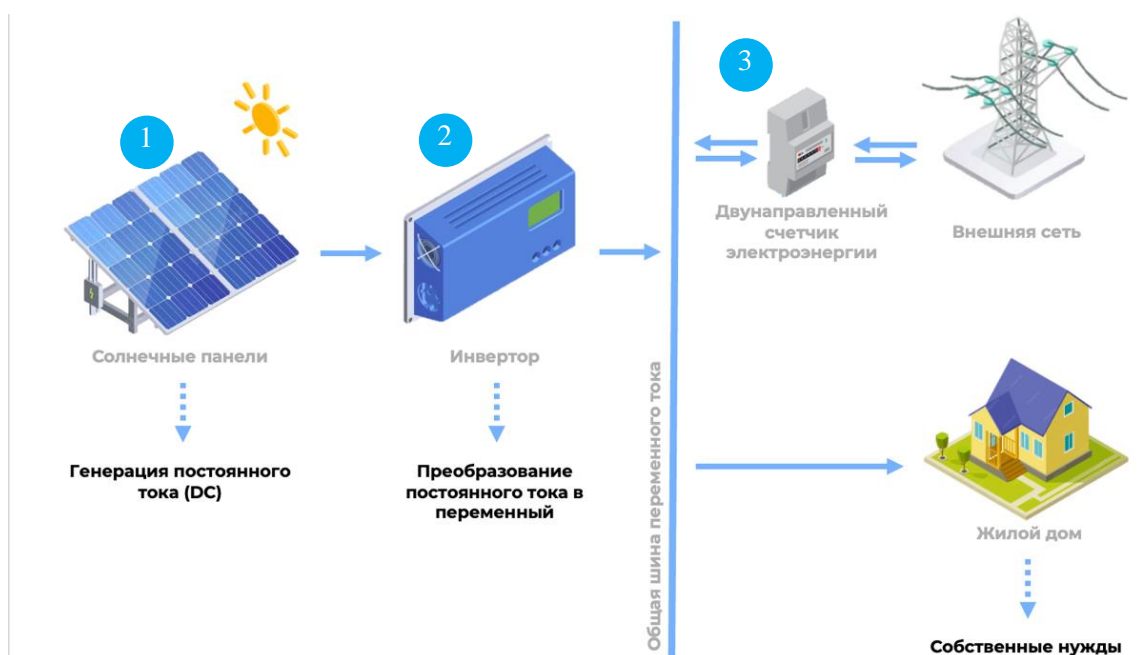 1
2
3
Двунаправленный
счетчик
электроэнергии
Внешняя сеть
Солнечные панели
Инвертор
Общая шина переменного тока
Генерация постоянного
тока (DC)
Преобразование
постоянного тока в
переменный
Жилой дом
Собственные нужды